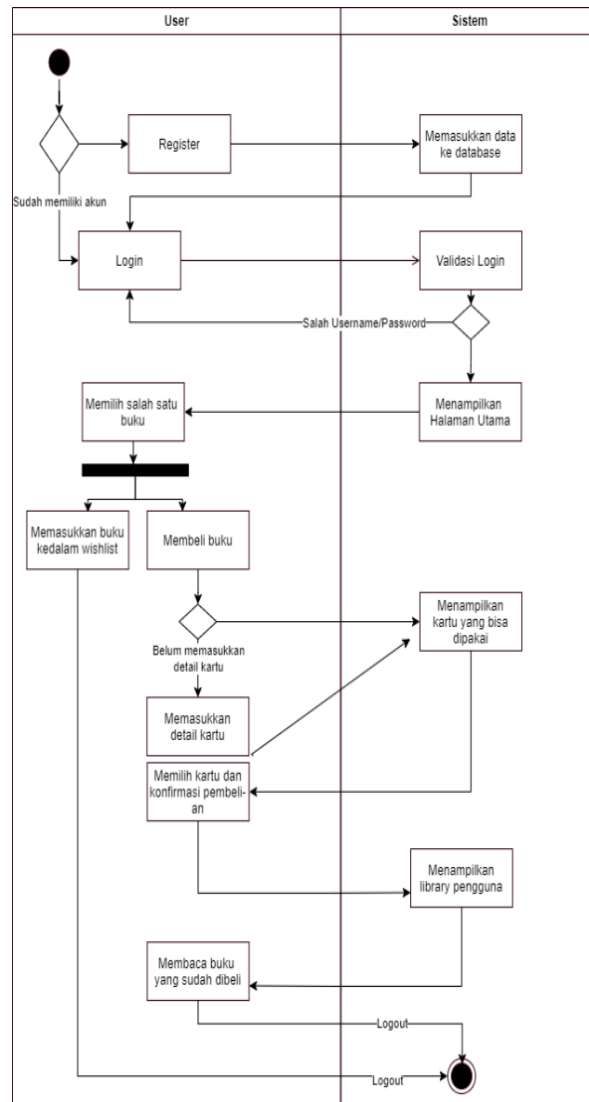 User
Sistem
Register
Memasukkan data
ke database
Sudah memiliki akun
Login
Validasi Login
Salah Username/Password
Memilih salah satu
buku
Menampilkan
Halaman Utama
Memasukkan buku
kedalam wishlist
Membeli buku
Menampilkan
kartu yang bisa
dipakai
Belum memasukkan
detail kartu
Memasukkan
detail kartu
Memilih kartu dan
konfirmasi pembeli-
an
Menampilkan
library pengguna
Membaca buku
yang sudah dibeli
Logout
Logout